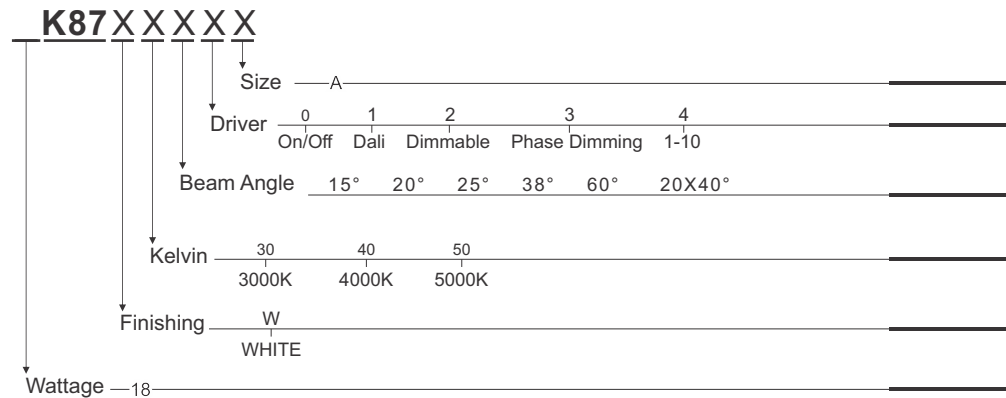 K87XXXXX
Size A
Driver 0 1 2 3 4
On/Off Dali Dimmable Phase Dimming 1-10
Beam Angle 15° 20° 25° 38° 60° 20X40°
Kelvin 30 40 50
3000K 4000K 5000K
Finishing W
WHITE
Wattage 18